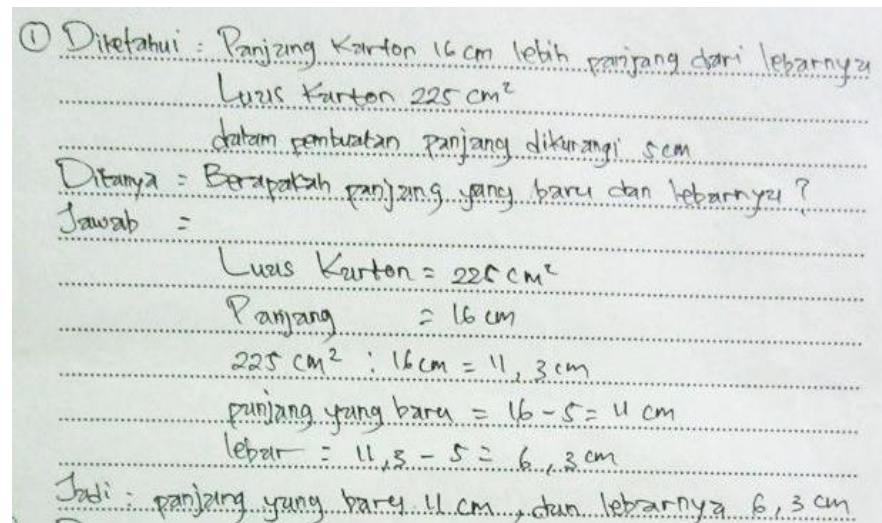 ① Diketahui : Panjang Karton 16 cm lebih panjang dari lebarnya
Luas Karton 225 cm²
dalam pembuatan panjang dikurangi 5 cm
Ditanya = Berapakah panjang yang baru dan lebarnya ?
Jawab =
Luas Karton = 225 cm²
Panjang = 16 cm
225 cm² : 16 cm = 11,3 cm
panjang yang baru = 16 - 5 = 11 cm
lebar = 11,3 - 5 = 6,3 cm
Jadi : panjang yang baru 11 cm, dan lebarnya 6,3 cm